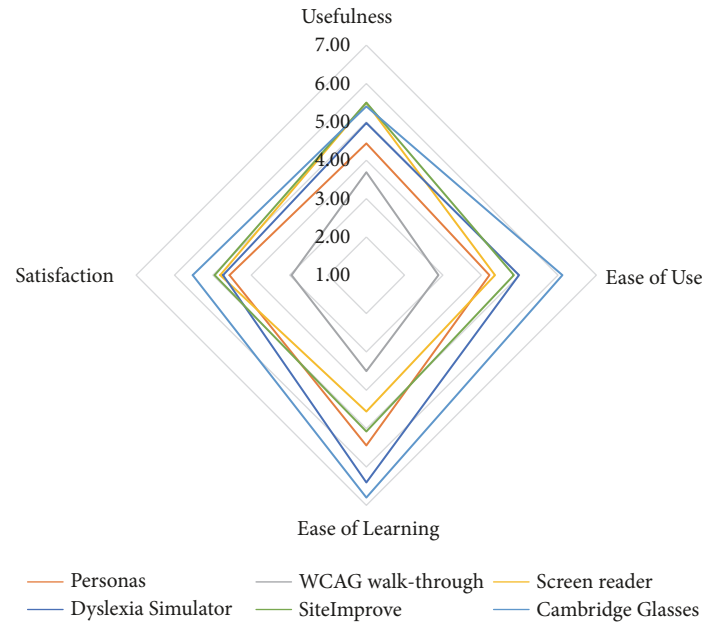 Usefulness
7.00
6.00
5.00
4.00
3.00
2.00
Satisfaction
1.00
Ease of Use
Ease of Learning
Personas
WCAG walk-through
Screen reader
Dyslexia Simulator
SiteImprove
Cambridge Glasses